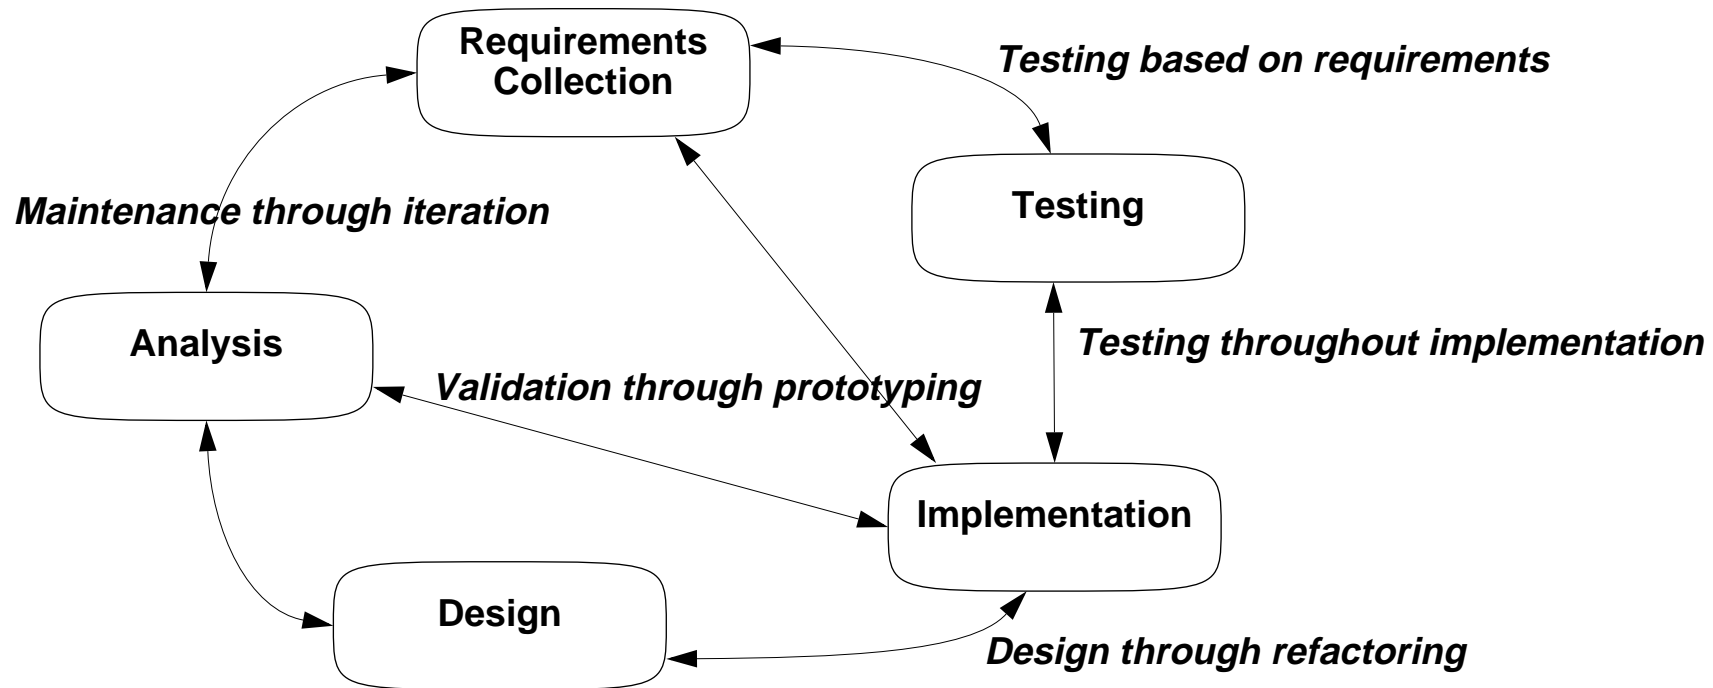 Requirements
Collection
Testing based on requirements
Testing
Maintenance through iteration
Analysis
Testing throughout implementation
Validation through prototyping
Implementation
Design
Design through refactoring